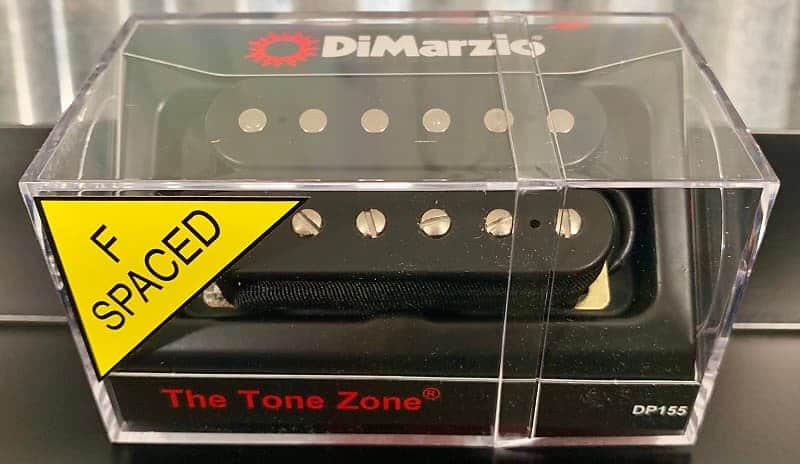 DiMarzio®
F
SPACED
The Tone Zone®
DP155